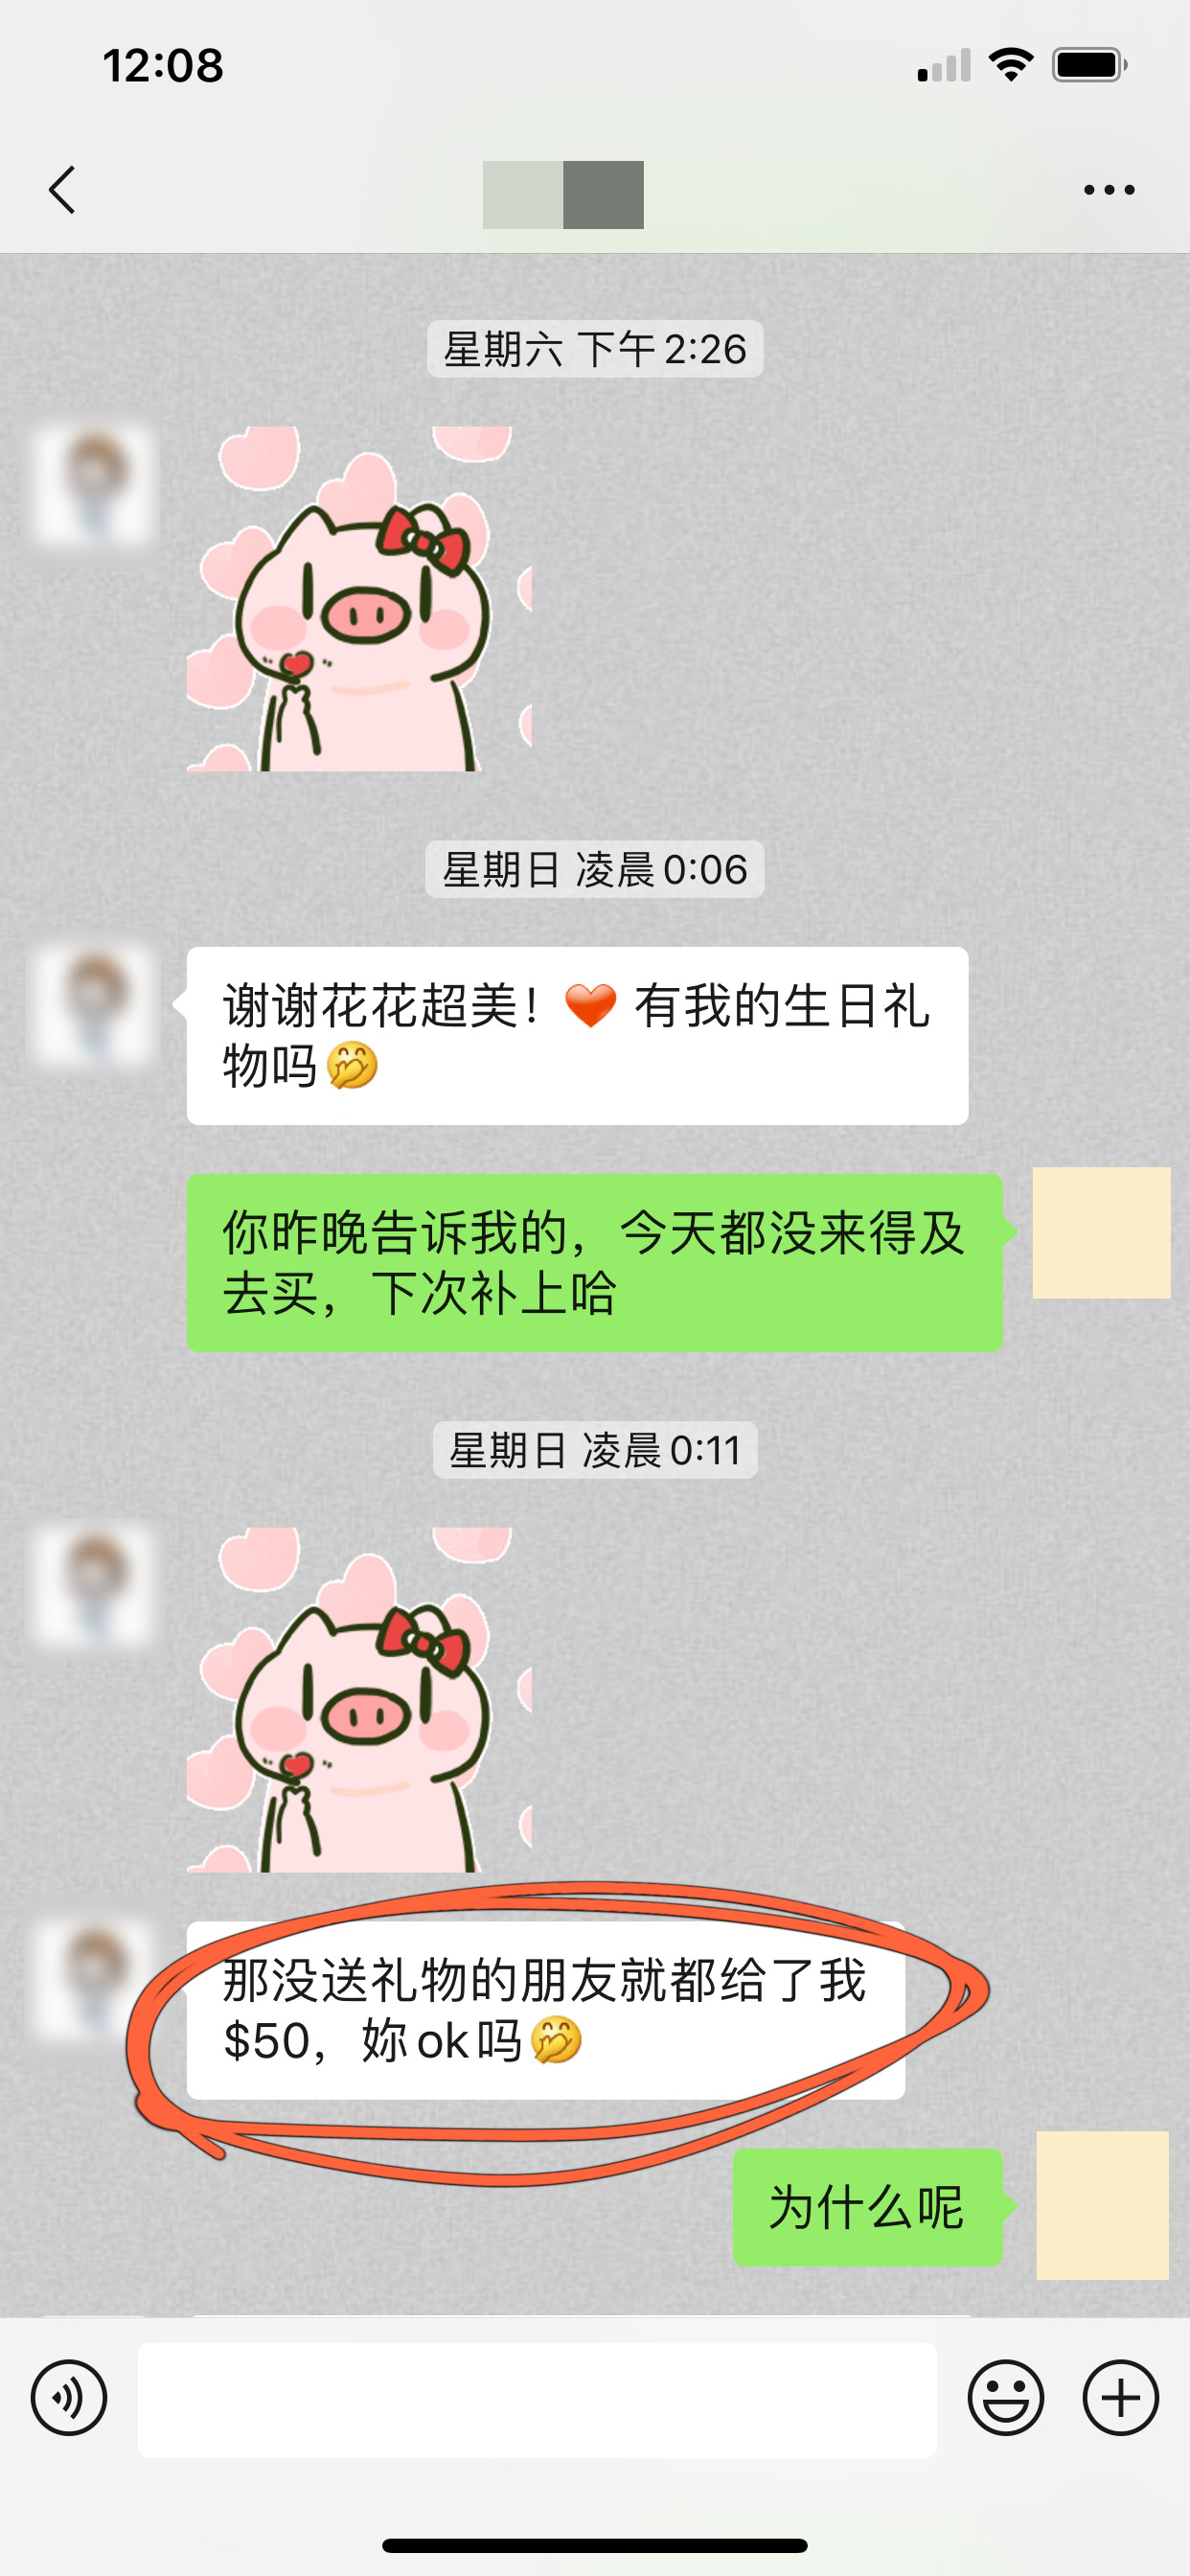 12:08
星期六 下午2:26
星期日 凌晨0:06
谢谢花花超美！❤️ 有我的生日礼
物吗🤭
你昨晚告诉我的，今天都没来得及
去买，下次补上哈
星期日 凌晨0:11
那没送礼物的朋友就都给了我
$50，妳ok吗🤭
为什么呢